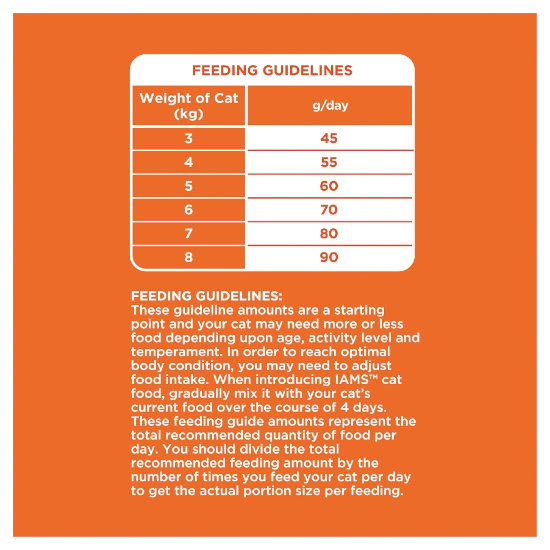 FEEDING GUIDELINES
Weight of Cat
(kg)
g/day
3 45
4 55
5 60
6 70
7 80
8 90
FEEDING GUIDELINES:
These guideline amounts are a starting
point and your cat may need more or less
food depending upon age, activity level and
temperament. In order to reach optimal
body condition, you may need to adjust
food intake. When introducing IAMS™ cat
food, gradually mix it with your cat's
current food over the course of 4 days.
These feeding guide amounts represent the
total recommended quantity of food per
day. You should divide the total
recommended feeding amount by the
number of times you feed your cat per day
to get the actual portion size per feeding.